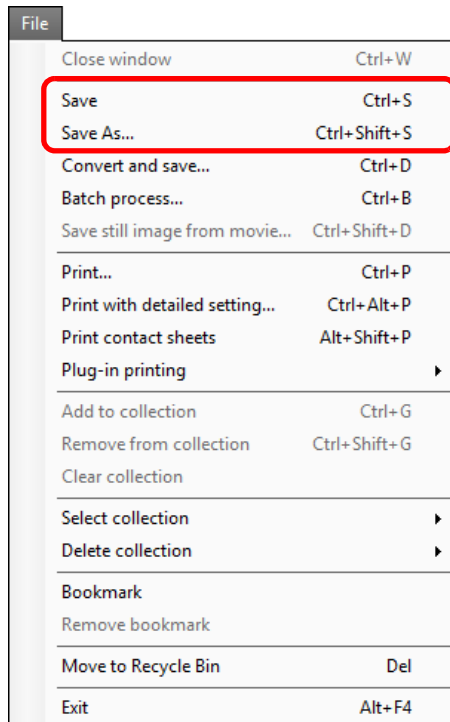 File
Close window Ctrl+W
Save Ctrl+S
Save As... Ctrl+Shift+S
Convert and save... Ctrl+D
Batch process... Ctrl+B
Save still image from movie... Ctrl+Shift+D
Print... Ctrl+P
Print with detailed setting... Ctrl+Alt+P
Print contact sheets Alt+Shift+P
Plug-in printing
Add to collection Ctrl+G
Remove from collection Ctrl+Shift+G
Clear collection
Select collection
Delete collection
Bookmark
Remove bookmark
Move to Recycle Bin Del
Exit Alt+F4